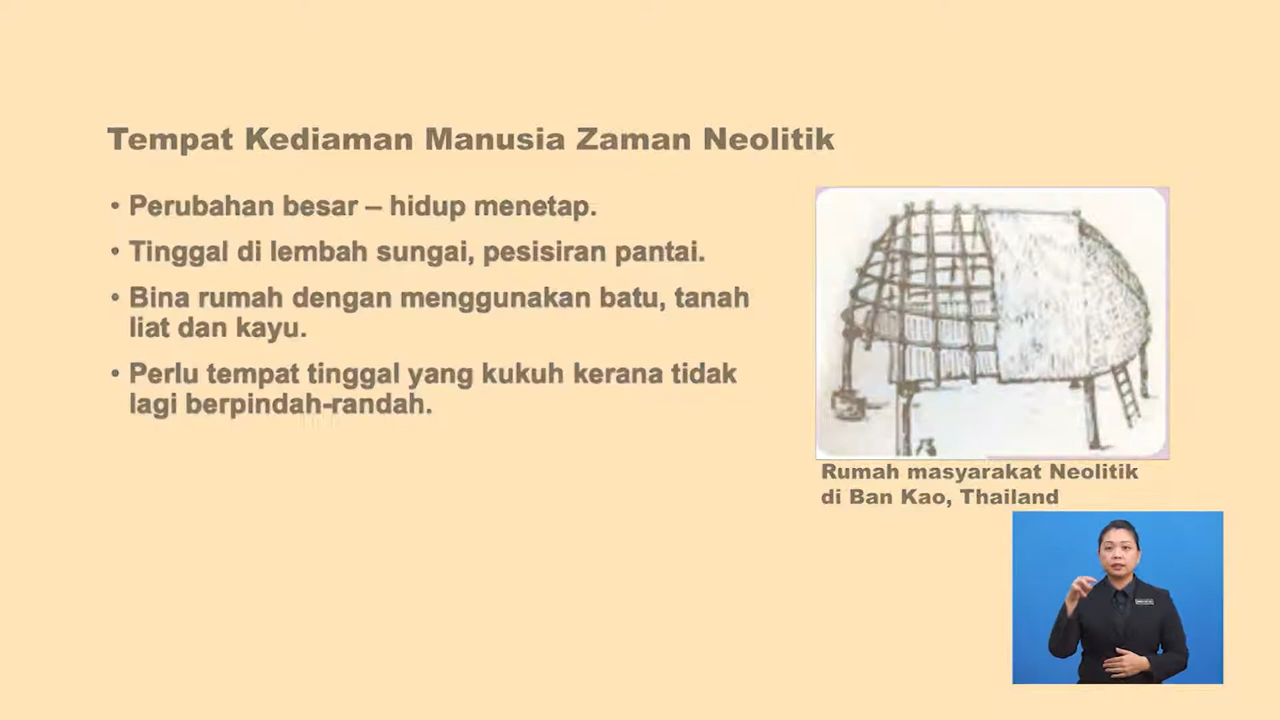 Tempat Kediaman Manusia Zaman Neolitik
• Perubahan besar – hidup menetap.
• Tinggal di lembah sungai, pesisiran pantai.
• Bina rumah dengan menggunakan batu, tanah
liat dan kayu.
• Perlu tempat tinggal yang kukuh kerana tidak
lagi berpindah-randah.
Rumah masyarakat Neolitik
di Ban Kao, Thailand